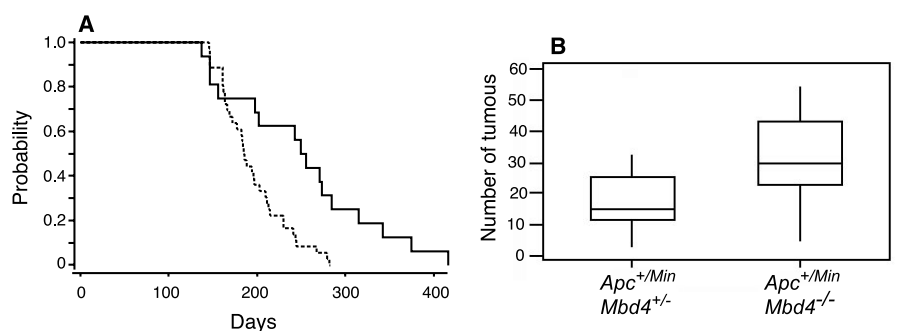 A
Probability
1.0
0.8
0.6
0.4
0.2
0
0 100 200 300 400
Days
B
Number of tumous
60
50
40
30
20
10
0
Apc+/Min Apc+/Min
Mbd4+/- Mbd4-/-